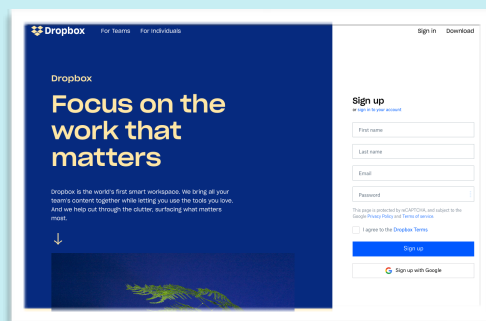 Dropbox
For Teams
For Individuals
Sign in
Download
Dropbox
Focus on the
work that
matters
Dropbox is the world's first smart workspace. We bring all your
team's content together while letting you use the tools you love.
And we help cut through the clutter, surfacing what matters
most.
Sign up
or sign in to your account
First name
Last name
Email
Password
This page is protected by reCAPTCHA, and subject to the
Google Privacy Policy and Terms of service.
I agree to the Dropbox Terms.
Sign up
Sign up with Google